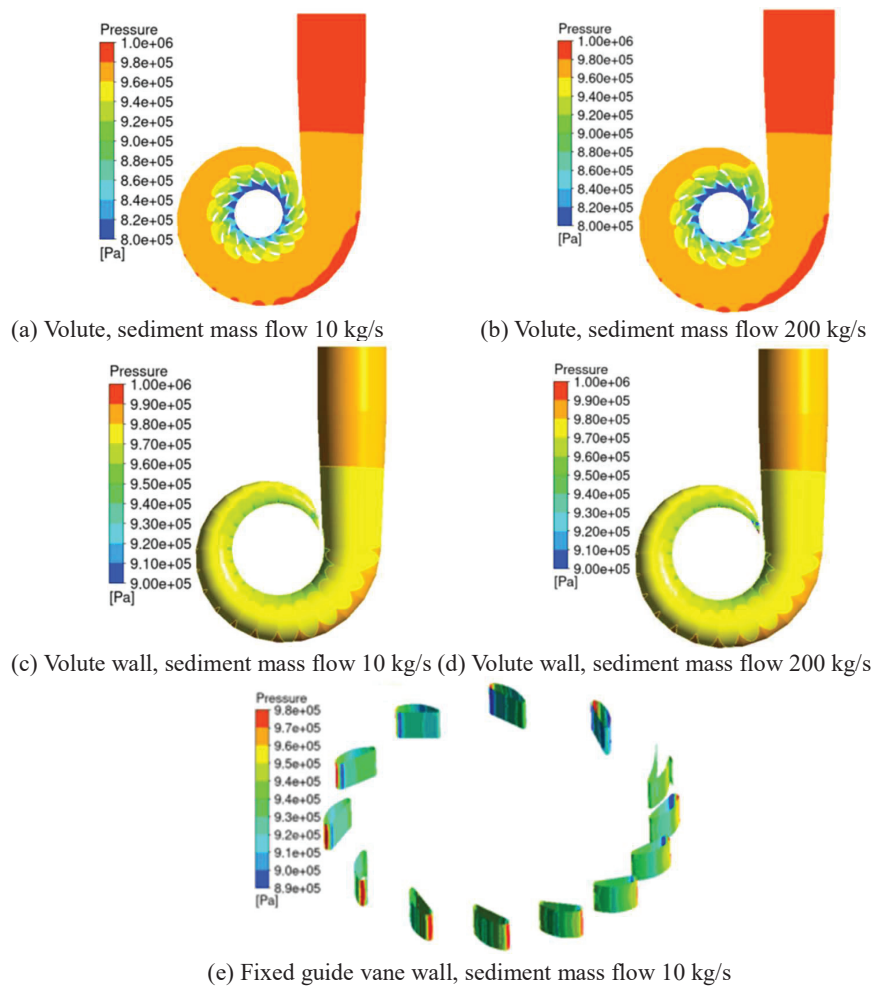 Pressure
1.0e+06
9.8e+05
9.6e+05
9.4e+05
9.2e+05
9.0e+05
8.8e+05
8.6e+05
8.4e+05
8.2e+05
8.0e+05
[Pa]
Pressure
1.00e+06
9.80e+05
9.60e+05
9.40e+05
9.20e+05
9.00e+05
8.80e+05
8.60e+05
8.40e+05
8.20e+05
8.00e+05
[Pa]
(a) Volute, sediment mass flow 10 kg/s
(b) Volute, sediment mass flow 200 kg/s
Pressure
1.00e+06
9.90e+05
9.80e+05
9.70e+05
9.60e+05
9.50e+05
9.40e+05
9.30e+05
9.20e+05
9.10e+05
9.00e+05
[Pa]
Pressure
1.00e+06
9.90e+05
9.80e+05
9.70e+05
9.60e+05
9.50e+05
9.40e+05
9.30e+05
9.20e+05
9.10e+05
9.00e+05
[Pa]
(c) Volute wall, sediment mass flow 10 kg/s
(d) Volute wall, sediment mass flow 200 kg/s
Pressure
9.8e+05
9.7e+05
9.6e+05
9.5e+05
9.4e+05
9.3e+05
9.2e+05
9.1e+05
9.0e+05
8.9e+05
[Pa]
(e) Fixed guide vane wall, sediment mass flow 10 kg/s